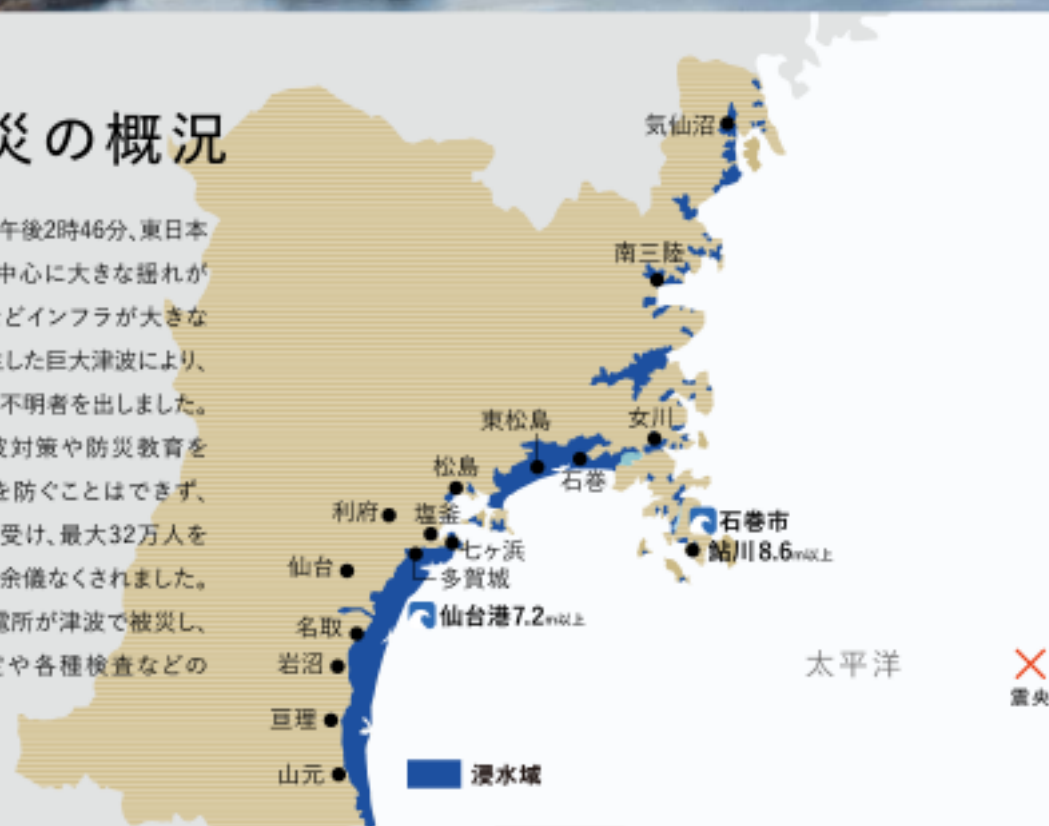 災の概況
午後2時46分、東日本
中心に大きな揺れが
どインフラが大きな
した巨大津波により、
不明者を出しました。
対策や防災教育を
を防ぐことはできず、
受け、最大32万人を
余儀なくされました。
電所が津波で被災し、
や各種検査などの
気仙沼
南三陸
女川
東松島
石巻
松島
利府
塩釜
七ヶ浜
多賀城
仙台
名取
岩沼
亘理
山元
石巻市
鮎川8.6m以上
仙台港7.2m以上
太平洋
震央
浸水域